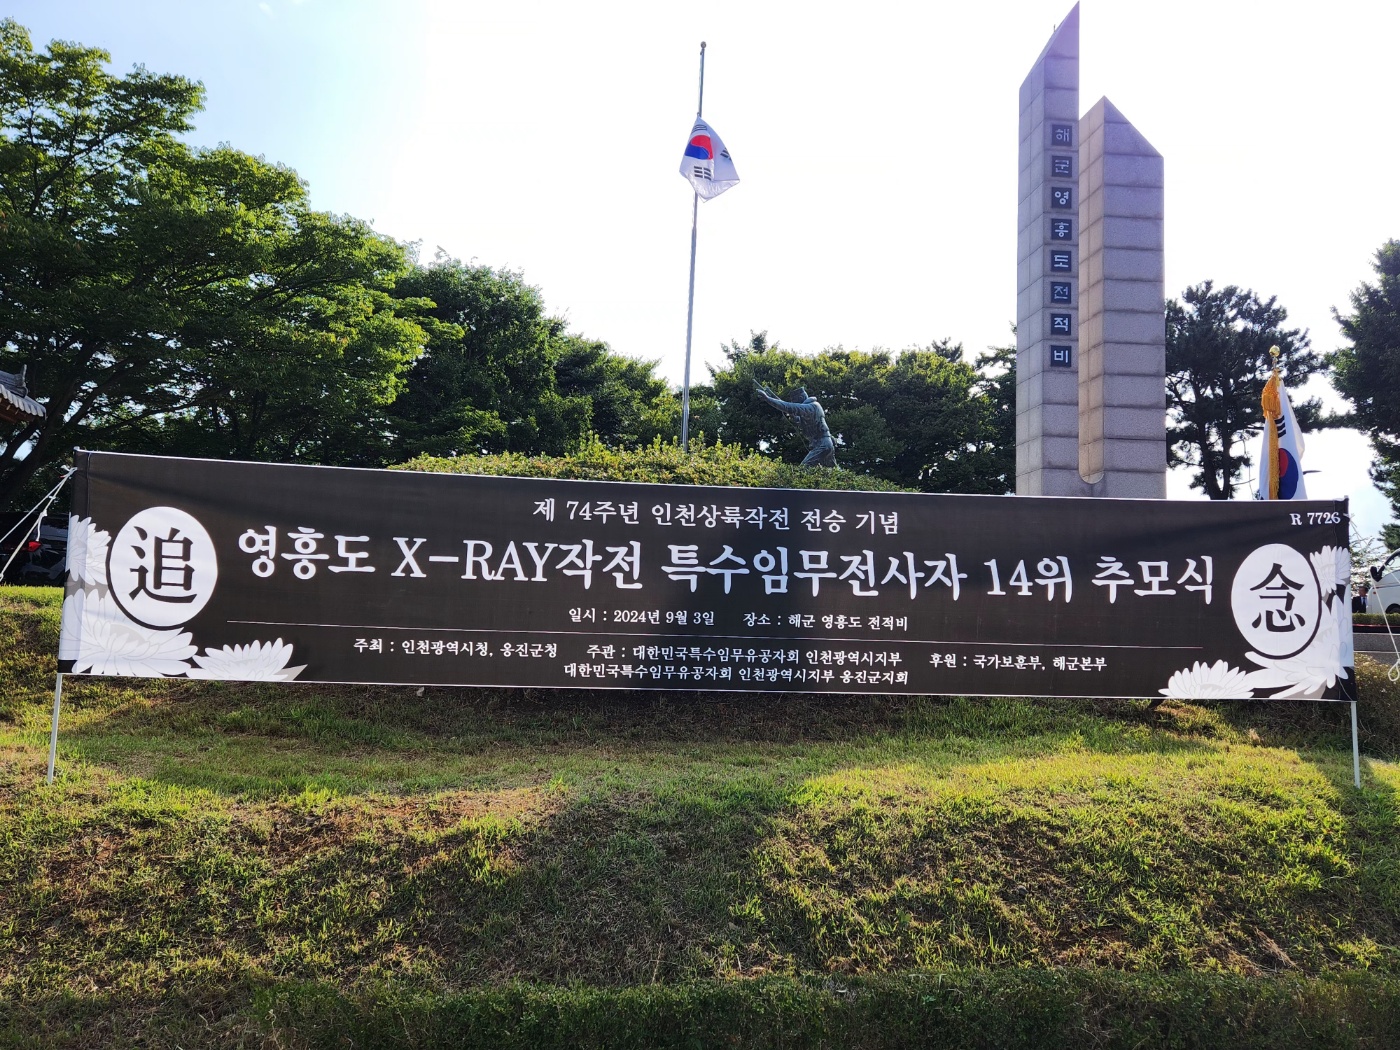 해군영흥도전적비
제 74주년 인천상륙작전 전승 기념
R 7726
追
영흥도 X-RAY작전 특수임무전사자 14위 추모식
念
일시 : 2024년 9월 3일 장소 : 해군 영흥도 전적비
주최 : 인천광역시청, 옹진군청 주관 : 대한민국특수임무유공자회 인천광역시지부 후원 : 국가보훈부, 해군본부
대한민국특수임무유공자회 인천광역시지부 옹진군지회